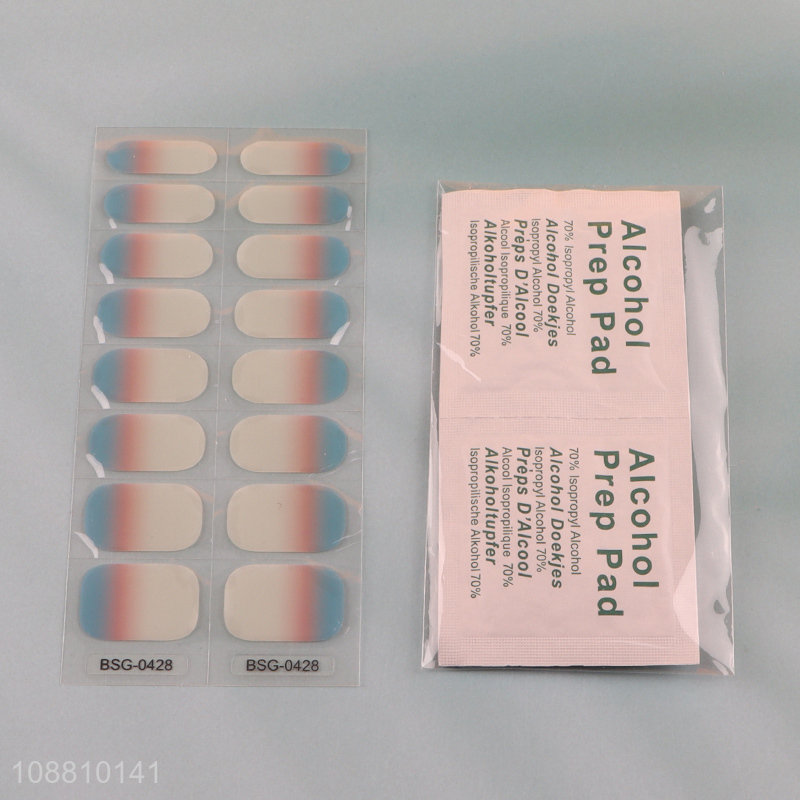 BSG-0428
BSG-0428
Alcohol
Prep Pad
70% Isopropyl Alcohol
Alcohol Doekjes
Isopropyl Alcohol 70%
Préps D'Alcool
Alcool Isopropilique 70%
Alkoholtupfer
Isopropilische Alkohol 70%
Alcohol
Prep Pad
70% Isopropyl Alcohol
Alcohol Doekjes
Isopropyl Alcohol 70%
Préps D'Alcool
Alcool Isopropilique 70%
Alkoholtupfer
Isopropilische Alkohol 70%
108810141